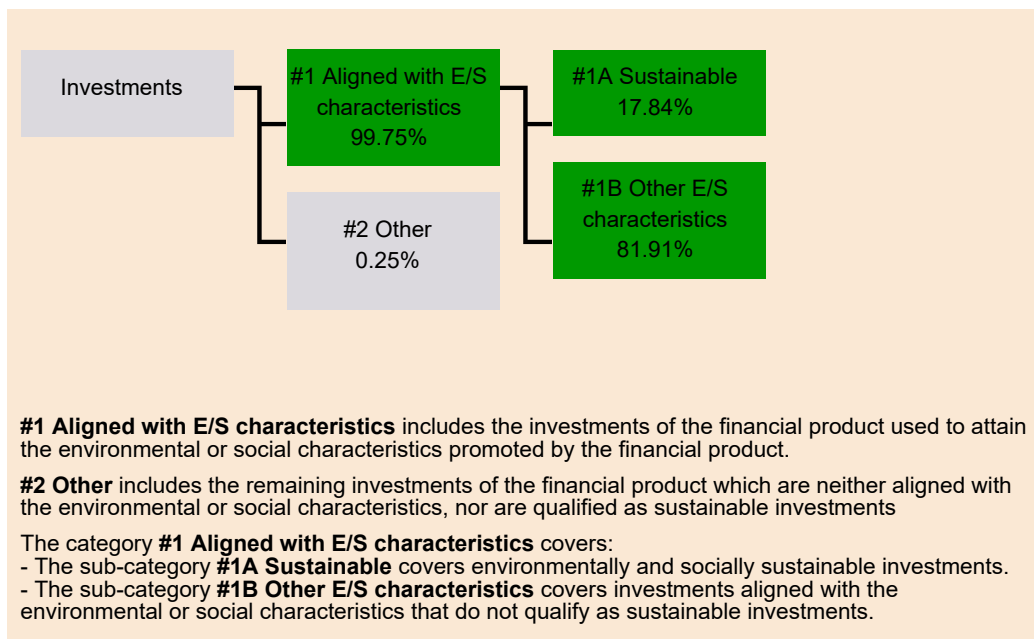 Investments
#1 Aligned with E/S
characteristics
99.75%
#1A Sustainable
17.84%
#2 Other
0.25%
#1B Other E/S
characteristics
81.91%
#1 Aligned with E/S characteristics includes the investments of the financial product used to attain
the environmental or social characteristics promoted by the financial product.
#2 Other includes the remaining investments of the financial product which are neither aligned with
the environmental or social characteristics, nor are qualified as sustainable investments
The category #1 Aligned with E/S characteristics covers:
- The sub-category #1A Sustainable covers environmentally and socially sustainable investments.
- The sub-category #1B Other E/S characteristics covers investments aligned with the
environmental or social characteristics that do not qualify as sustainable investments.